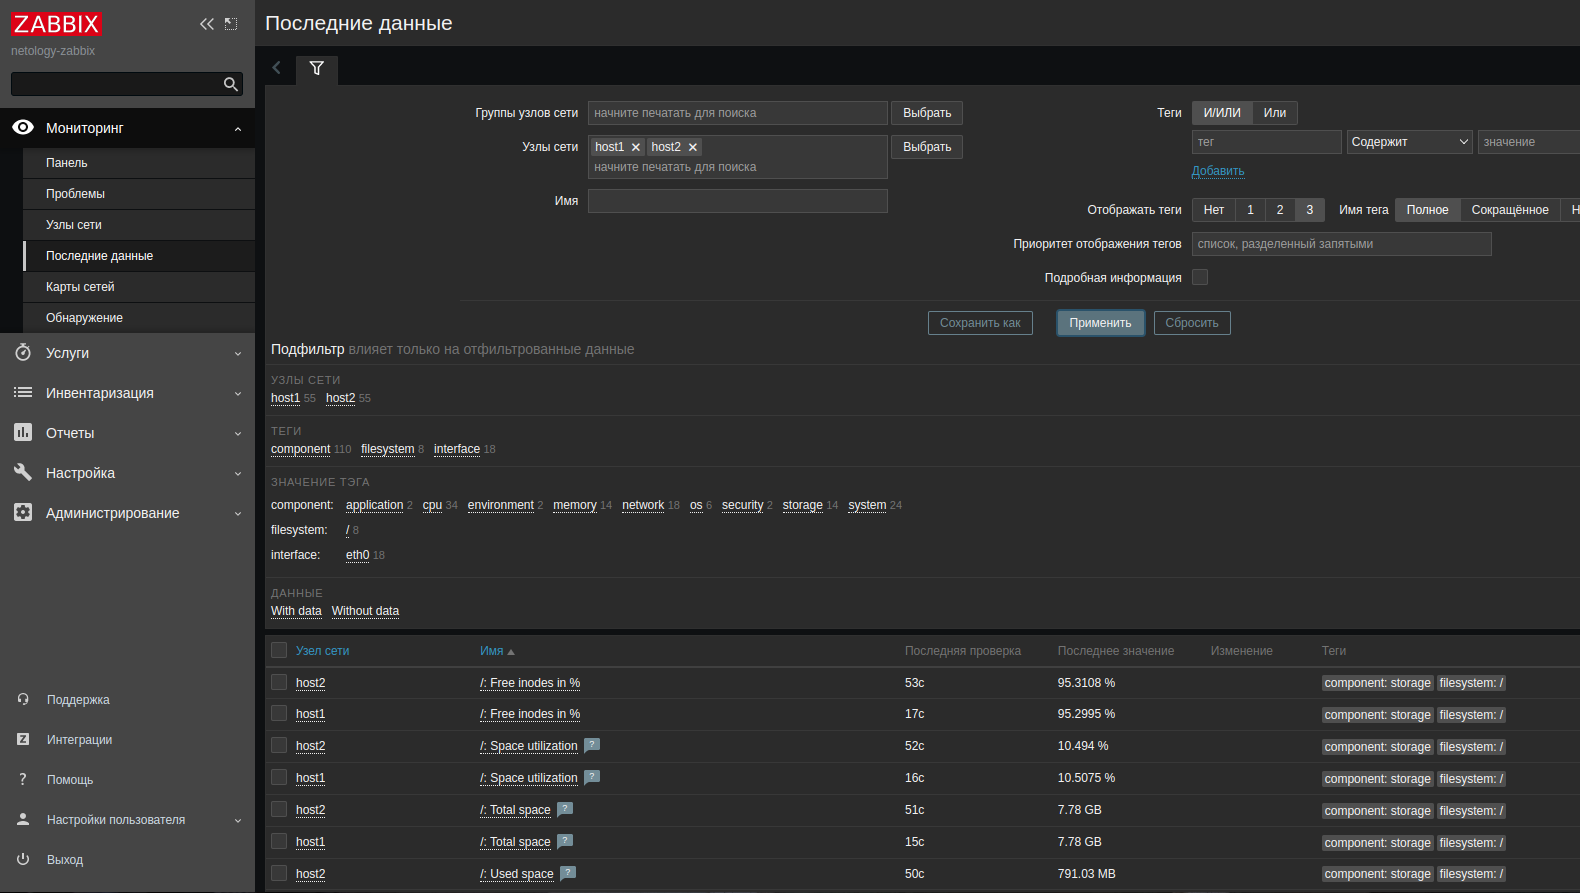 ZABBIX
netology-zabbix
Мониторинг
Панель
Проблемы
Узлы сети
Последние данные
Карты сетей
Обнаружение
Услуги
Инвентаризация
Отчеты
Настройка
Администрирование
Поддержка
Z Интеграции
? Помощь
Настройки пользователя
Выход
Последние данные
Группы узлов сети начните печатать для поиска Выбрать
Узлы сети host1 host2 Выбрать
начните печатать для поиска
Имя
Теги И/ИЛИ Или
тег Содержит значение
Добавить
Отображать теги Нет 1 2 3 Имя тега Полное Сокращённое
Приоритет отображения тегов список, разделенный запятыми
Подробная информация
Сохранить как Применить Сбросить
Подфильтр влияет только на отфильтрованные данные
УЗЛЫ СЕТИ
host1 55 host2 55
ТЕГИ
component 110 filesystem 8 interface 18
ЗНАЧЕНИЕ ТЭГА
component: application 2 cpu 34 environment 2 memory 14 network 18 os 6 security 2 storage 14 system 24
filesystem: / 8
interface: eth0 18
ДАННЫЕ
With data Without data
Узел сети Имя Последняя проверка Последнее значение Изменение Теги
host2 /: Free inodes in % 53с 95.3108 % component: storage filesystem: /
host1 /: Free inodes in % 17с 95.2995 % component: storage filesystem: /
host2 /: Space utilization ? 52с 10.494 % component: storage filesystem: /
host1 /: Space utilization ? 16с 10.5075 % component: storage filesystem: /
host2 /: Total space ? 51с 7.78 GB component: storage filesystem: /
host1 /: Total space ? 15с 7.78 GB component: storage filesystem: /
host2 /: Used space ? 50с 791.03 MB component: storage filesystem: /